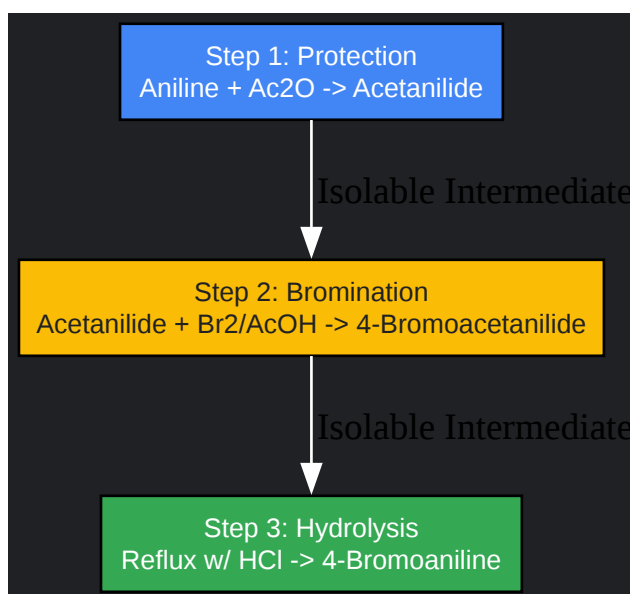 Step 1: Protection
Aniline + Ac2O -> Acetanilide
Isolable Intermediate
Step 2: Bromination
Acetanilide + Br2/AcOH -> 4-Bromoacetanilide
Isolable Intermediate
Step 3: Hydrolysis
Reflux w/ HCl -> 4-Bromoaniline